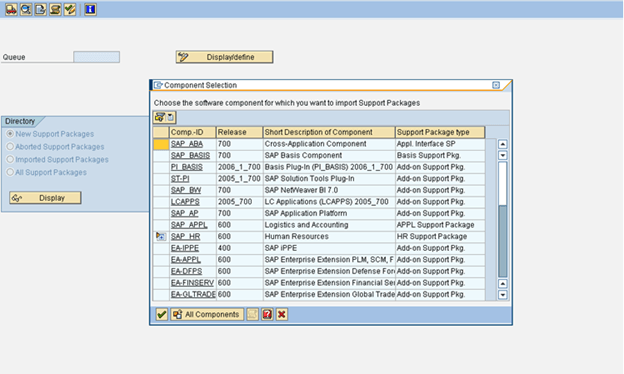 Queue
Display/define
Component Selection
Choose the software component for which you want to import Support Packages
Directory
New Support Packages
Aborted Support Packages
Imported Support Packages
All Support Packages
Display
Comp.-ID Release Short Description of Component Support Package type
SAP_ABA 700 Cross-Application Component Appl. Interface SP
SAP_BASIS 700 SAP Basis Component Basis Support Pkg.
PI_BASIS 2006_1_700 Basis Plug-In (PI_BASIS) 2006_1_700 Add-on Support Pkg.
ST-PI 2005_1_700 SAP Solution Tools Plug-In Add-on Support Pkg.
SAP_BW 700 SAP NetWeaver BI 7.0 Add-on Support Pkg.
LCAPPS 2005_700 LC Applications (LCAPPS) 2005_700 Add-on Support Pkg.
SAP_AP 700 SAP Application Platform Add-on Support Pkg.
SAP_APPL 600 Logistics and Accounting APPL Support Package
SAP_HR 600 Human Resources HR Support Package
EA-IPPE 400 SAP iPPE Add-on Support Pkg.
EA-APPL 600 SAP Enterprise Extension PLM, SCM, F Add-on Support Pkg.
EA-DFPS 600 SAP Enterprise Extension Defense For Add-on Support Pkg.
EA-FINSERV 600 SAP Enterprise Extension Financial Se Add-on Support Pkg.
EA-GLTRADE 600 SAP Enterprise Extension Global Trade Add-on Support Pkg.
All Components